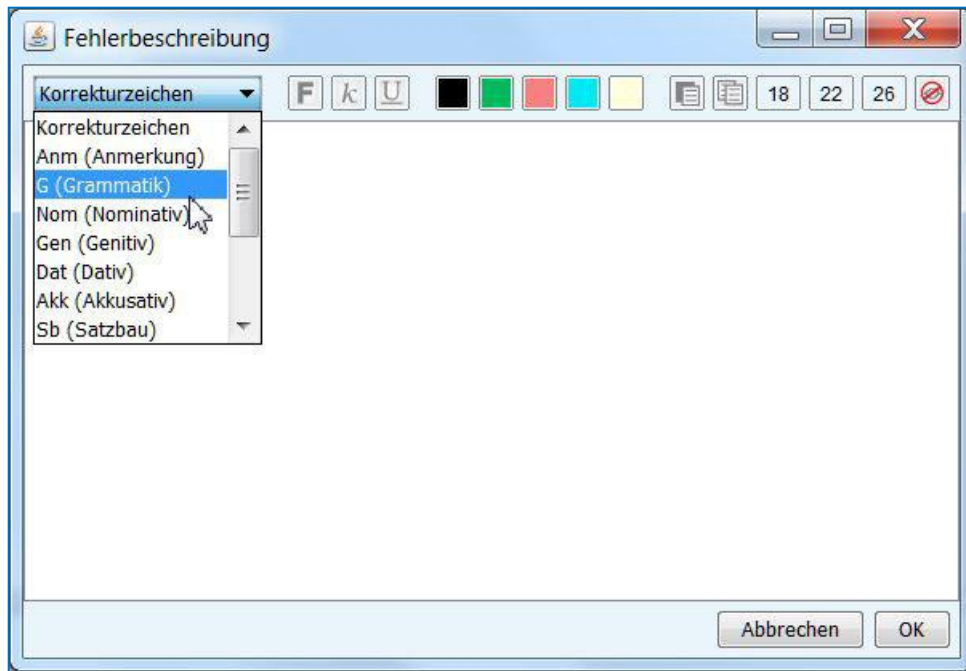 Fehlerbeschreibung
Korrekturzeichen F k U 18 22 26
Korrekturzeichen
Anm (Anmerkung)
G (Grammatik)
Nom (Nominativ)
Gen (Genitiv)
Dat (Dativ)
Akk (Akkusativ)
Sb (Satzbau)
Abbrechen OK